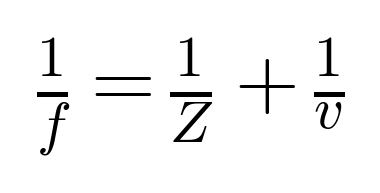 1/f = 1/Z + 1/v